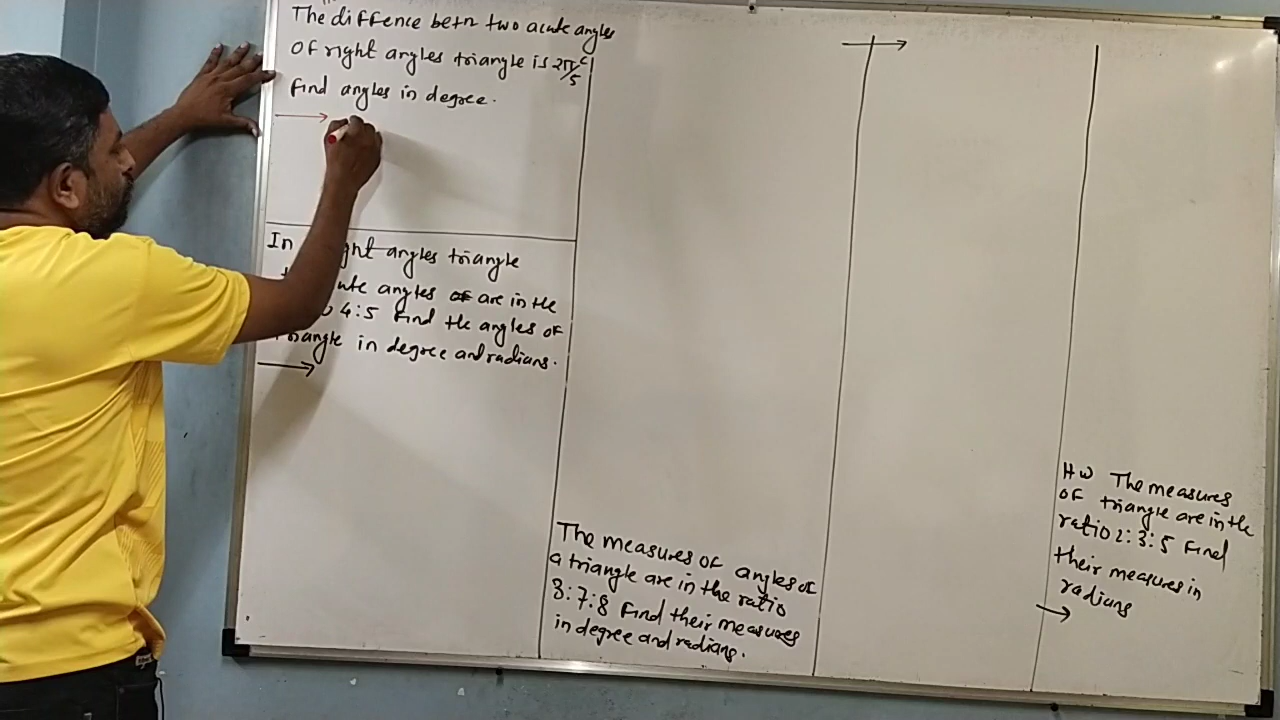 The diffence betn two acute angles
of right angles triangle is 2π/5 c
Find angles in degree.
In ght angles triangle
ute angles are in the
4:5 Find the angles of
triangle in degree and radians.
The measures of angles of
a triangle are in the ratio
3:7:8 Find their measures
in degree and radians.
HW The measures
of triangle are in the
ratio 2:3:5 Find
their measures in
radians